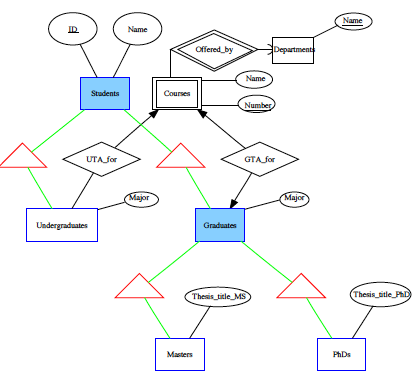 Name
ID
Name
Offered_by
Departments
Students
Courses
Name
Number
UTA_for
GTA_for
Major
Major
Undergraduates
Graduates
Thesis_title_MS
Thesis_title_PhD
Masters
PhDs